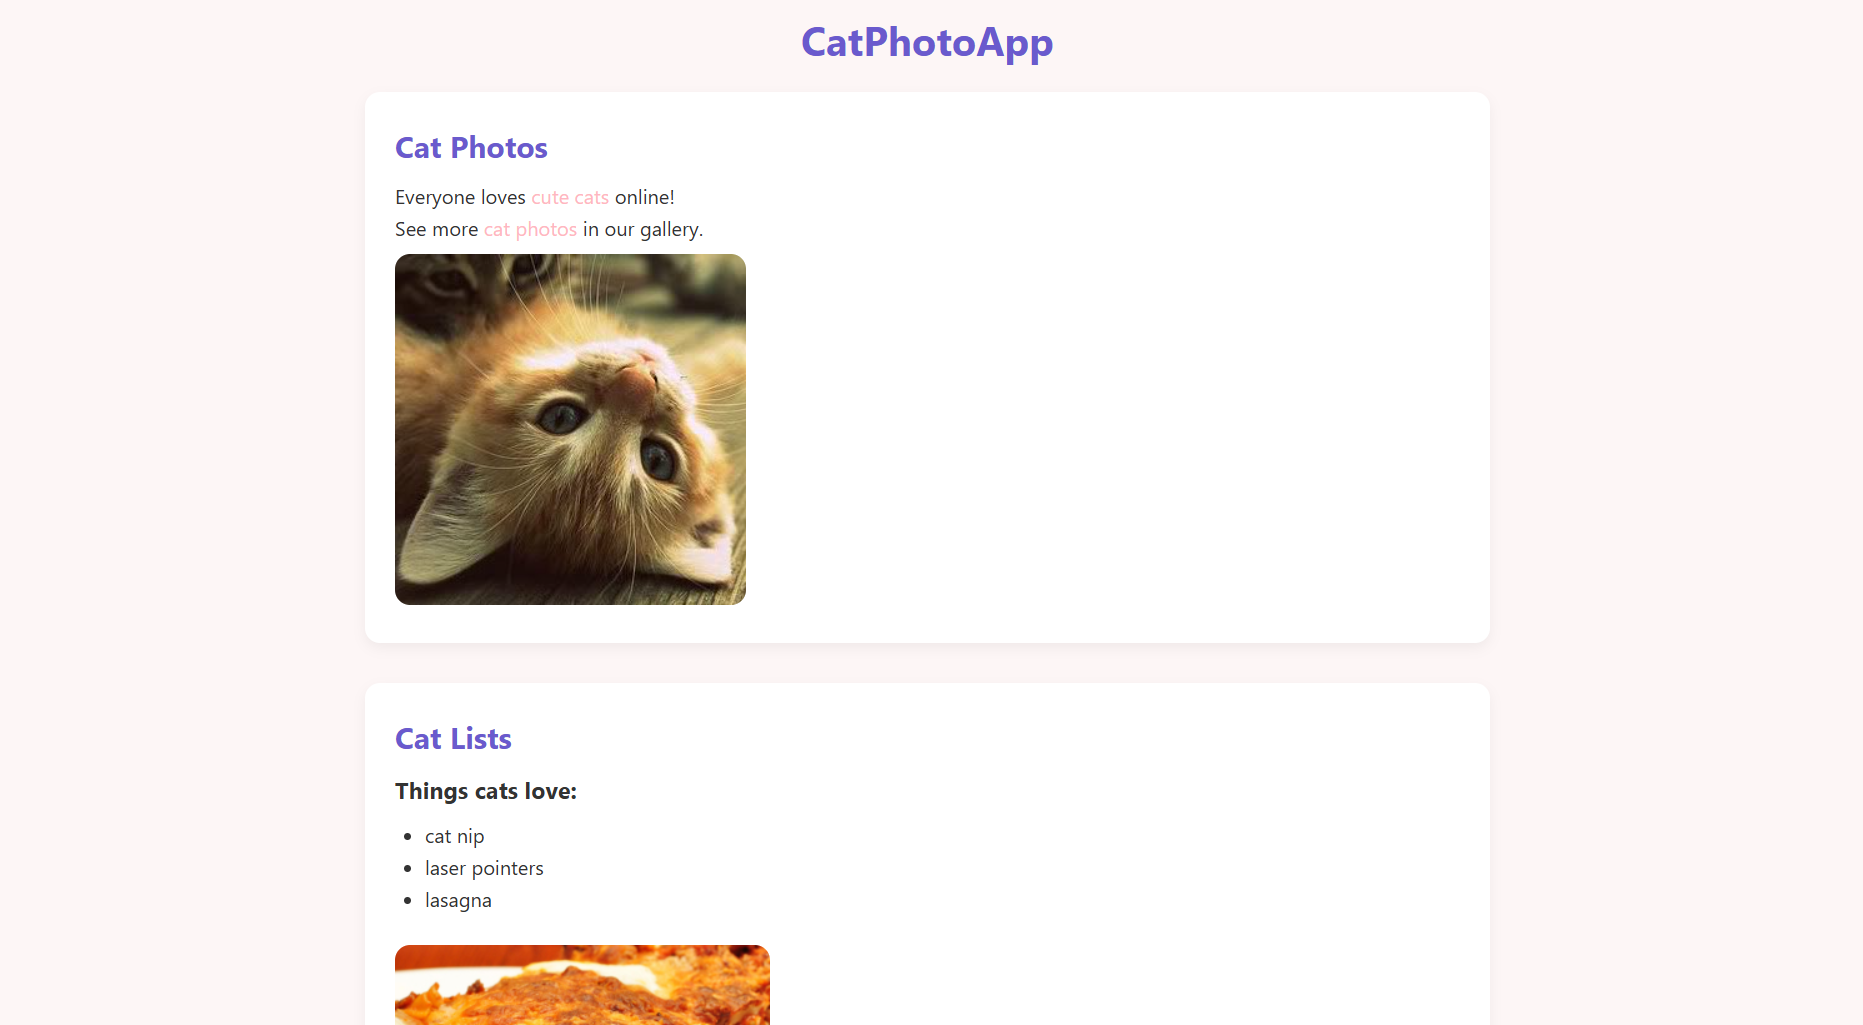 CatPhotoApp
Cat Photos
Everyone loves cute cats online!
See more cat photos in our gallery.
Cat Lists
Things cats love:
cat nip
laser pointers
lasagna